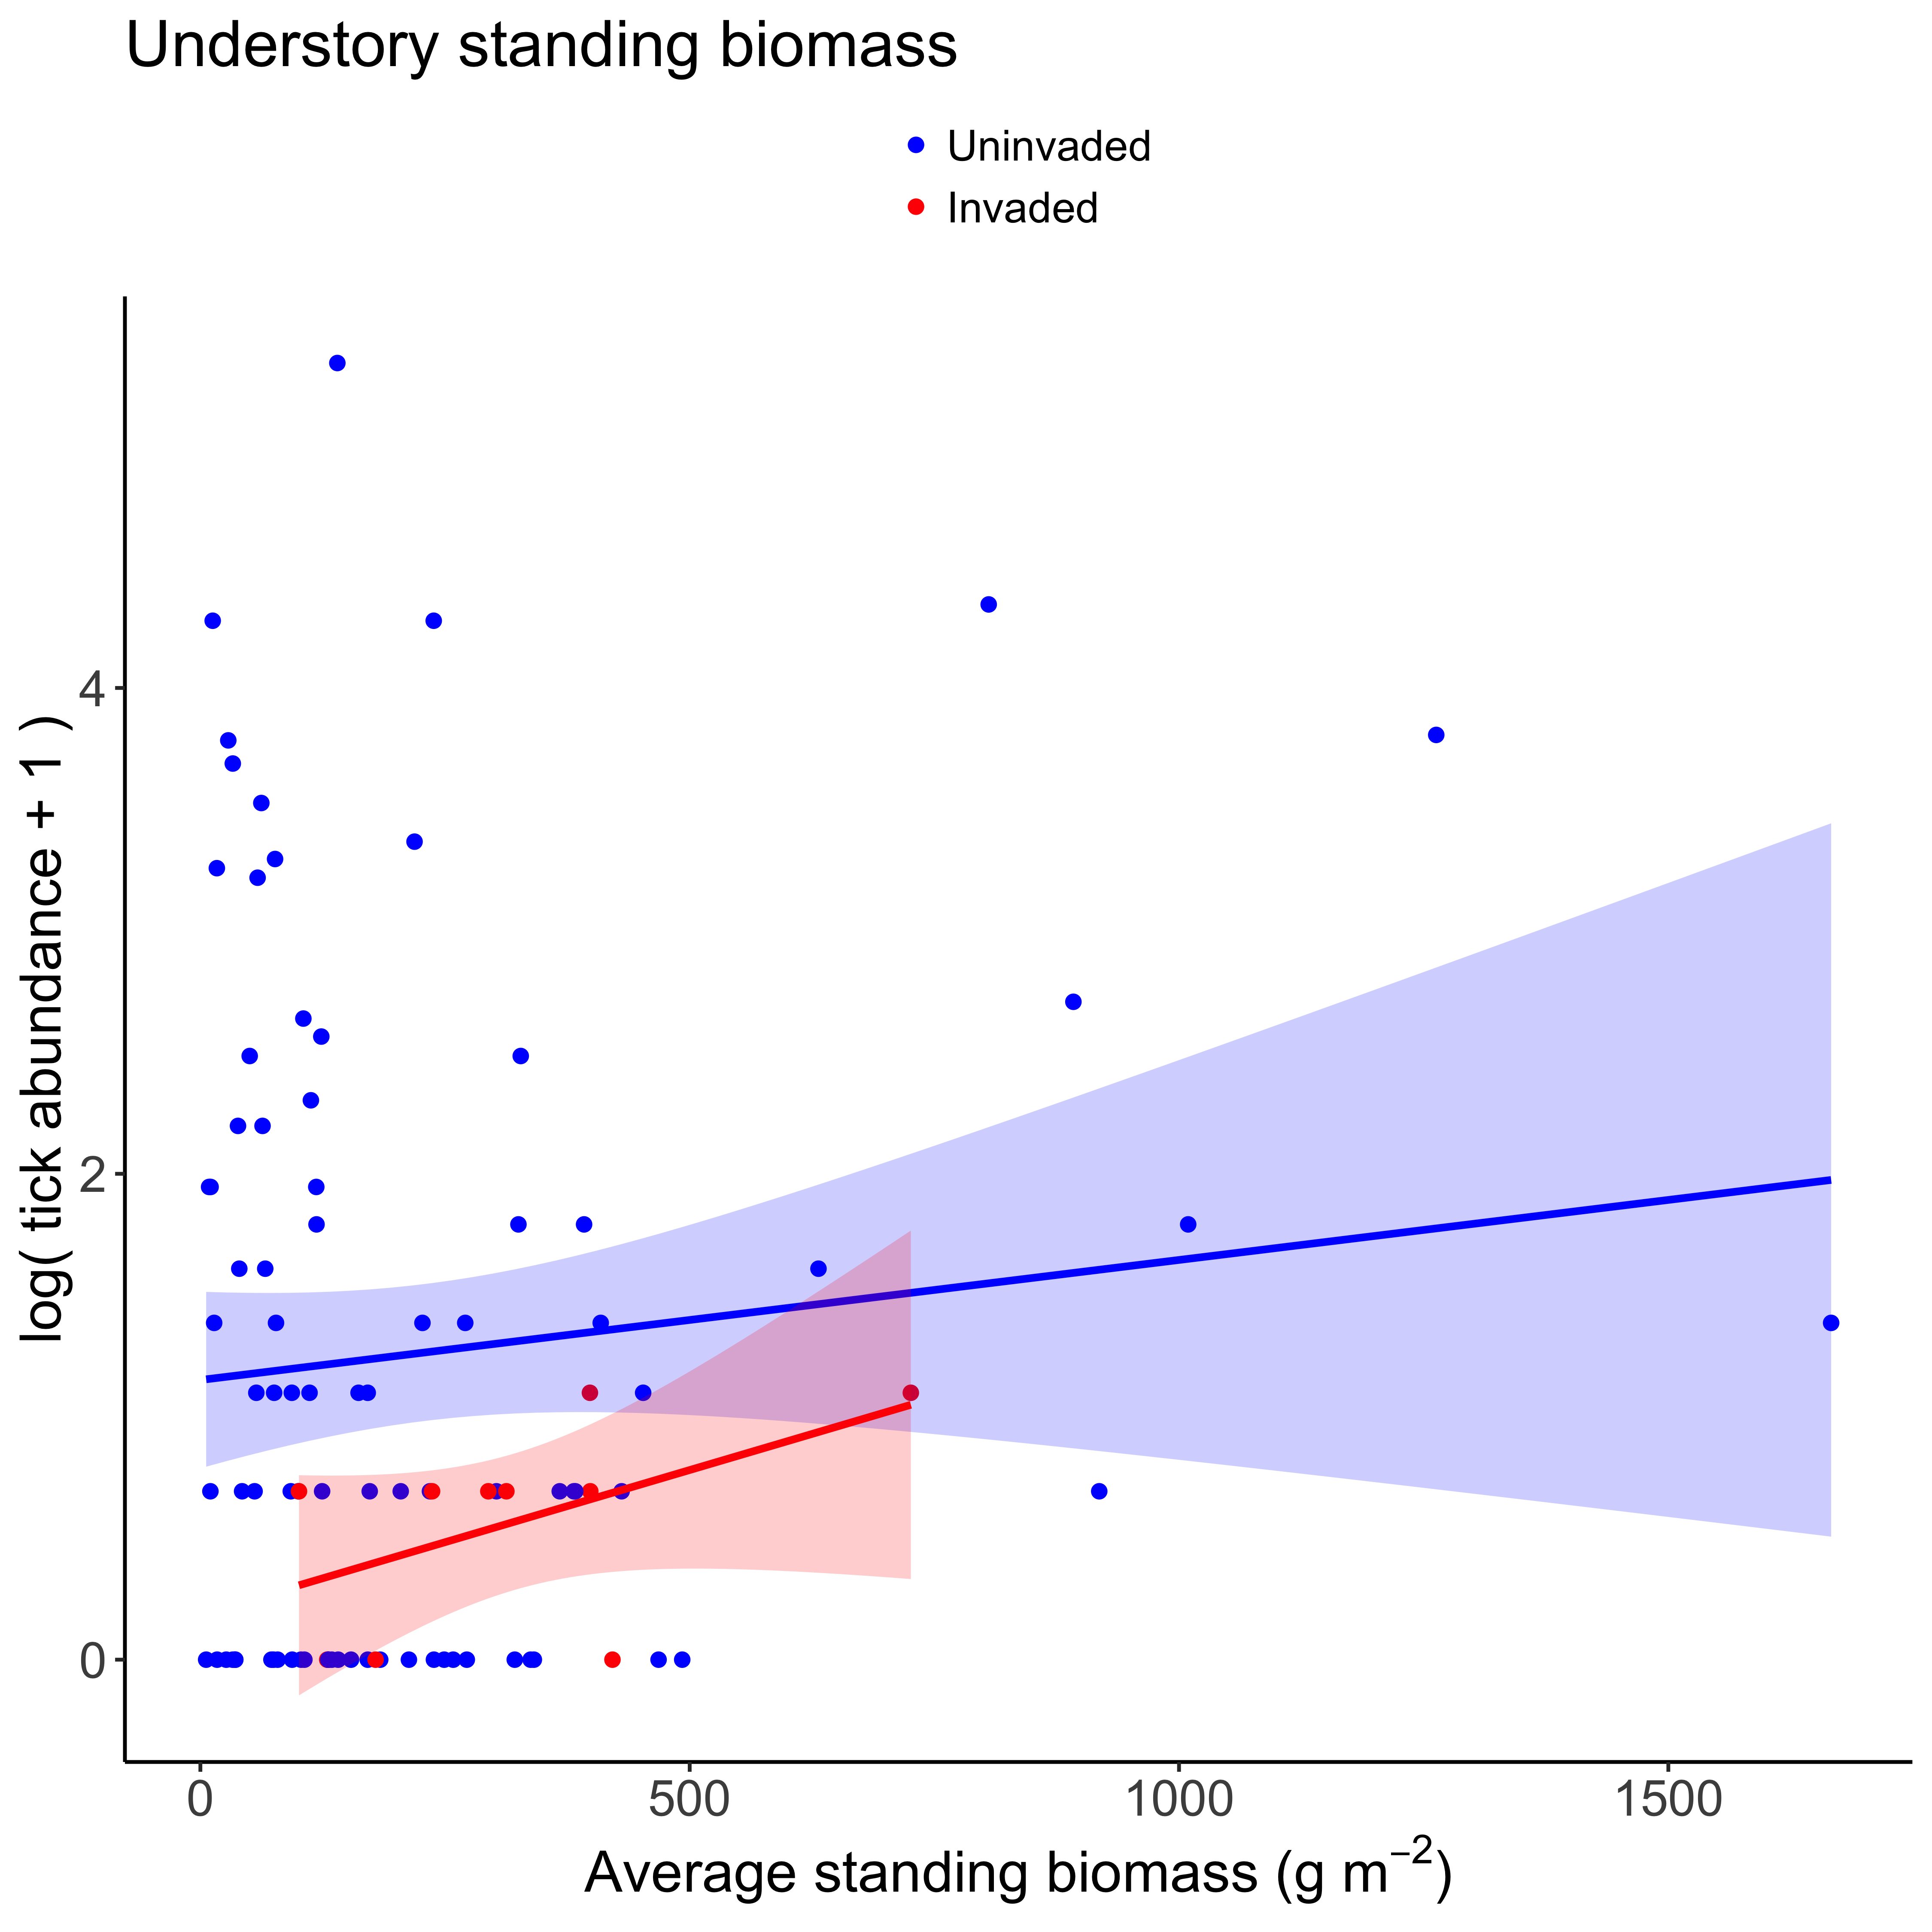 Understory standing biomass
Uninvaded
Invaded
log( tick abundance + 1 )
4
2
0
0 500 1000 1500
Average standing biomass (g m⁻²)